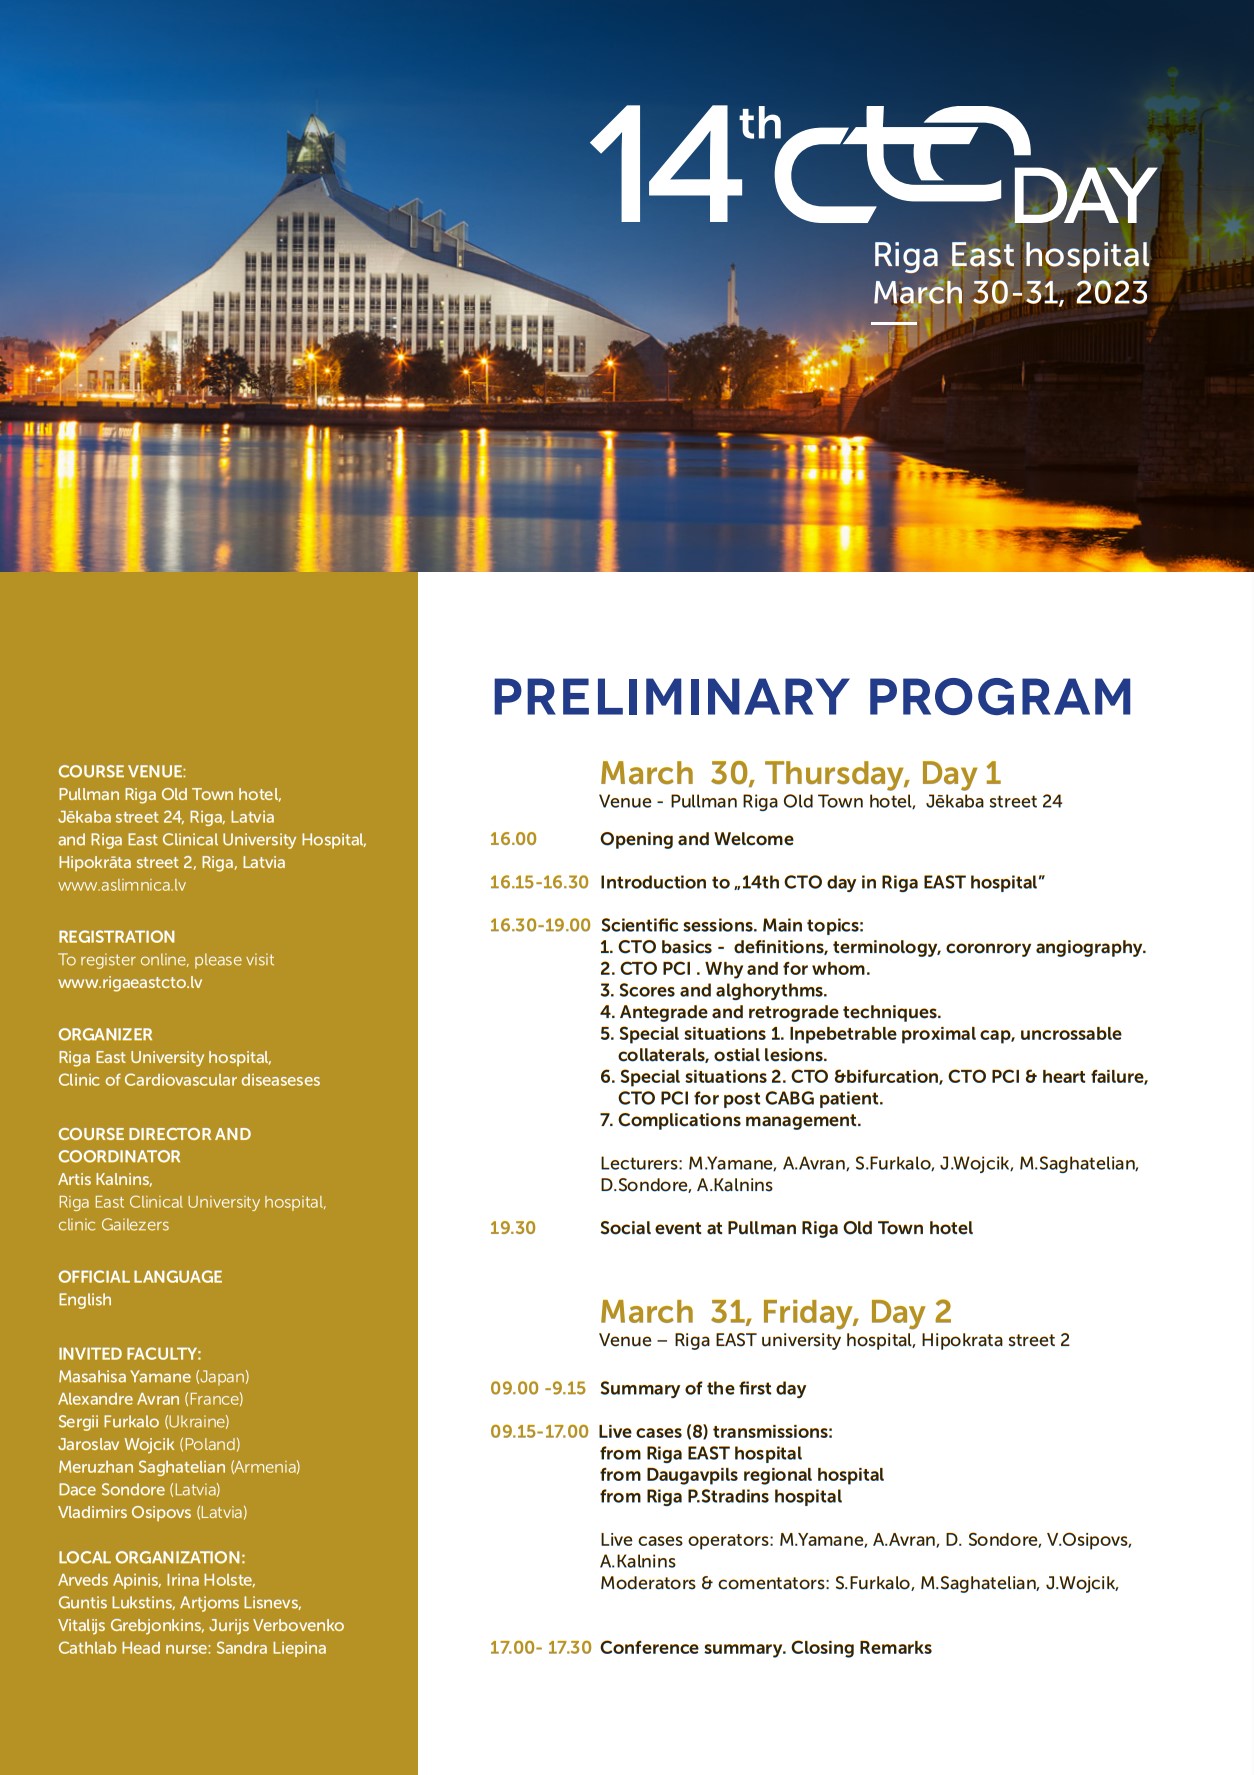 14th CTO DAY
Riga East hospital
March 30-31, 2023
COURSE VENUE:
Pullman Riga Old Town hotel,
Jēkaba street 24, Riga, Latvia
and Riga East Clinical University Hospital,
Hipokrāta street 2, Riga, Latvia
www.aslimnica.lv
REGISTRATION
To register online, please visit
www.rigaeastcto.lv
ORGANIZER
Riga East University hospital,
Clinic of Cardiovascular diseaseses
COURSE DIRECTOR AND
COORDINATOR
Artis Kalnins,
Riga East Clinical University hospital,
clinic Gailezers
OFFICIAL LANGUAGE
English
INVITED FACULTY:
Masahisa Yamane (Japan)
Alexandre Avran (France)
Sergii Furkalo (Ukraine)
Jaroslav Wojcik (Poland)
Meruzhan Saghatelian (Armenia)
Dace Sondore (Latvia)
Vladimirs Osipovs (Latvia)
LOCAL ORGANIZATION:
Arveds Apinis, Irina Holste,
Guntis Lukstins, Artjoms Lisnevs,
Vitalijs Grebjonkins, Jurijs Verbovenko
Cathlab Head nurse: Sandra Liepina
PRELIMINARY PROGRAM
March 30, Thursday, Day 1
Venue - Pullman Riga Old Town hotel, Jēkaba street 24
16.00 Opening and Welcome
16.15-16.30 Introduction to „14th CTO day in Riga EAST hospital”
16.30-19.00 Scientific sessions. Main topics:
1. CTO basics - definitions, terminology, coronrory angiography.
2. CTO PCI . Why and for whom.
3. Scores and alghorythms.
4. Antegrade and retrograde techniques.
5. Special situations 1. Inpebetrable proximal cap, uncrossable
collaterals, ostial lesions.
6. Special situations 2. CTO &bifurcation, CTO PCI & heart failure,
CTO PCI for post CABG patient.
7. Complications management.
Lecturers: M.Yamane, A.Avran, S.Furkalo, J.Wojcik, M.Saghatelian,
D.Sondore, A.Kalnins
19.30 Social event at Pullman Riga Old Town hotel
March 31, Friday, Day 2
Venue – Riga EAST university hospital, Hipokrata street 2
09.00 -9.15 Summary of the first day
09.15-17.00 Live cases (8) transmissions:
from Riga EAST hospital
from Daugavpils regional hospital
from Riga P.Stradins hospital
Live cases operators: M.Yamane, A.Avran, D. Sondore, V.Osipovs,
A.Kalnins
Moderators & comentators: S.Furkalo, M.Saghatelian, J.Wojcik,
17.00- 17.30 Conference summary. Closing Remarks